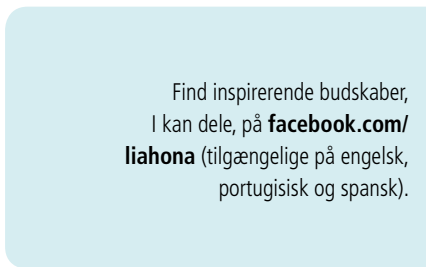 Find inspirerende budskaber,
I kan dele, på facebook.com/
liahona (tilgængelige på engelsk,
portugisisk og spansk).